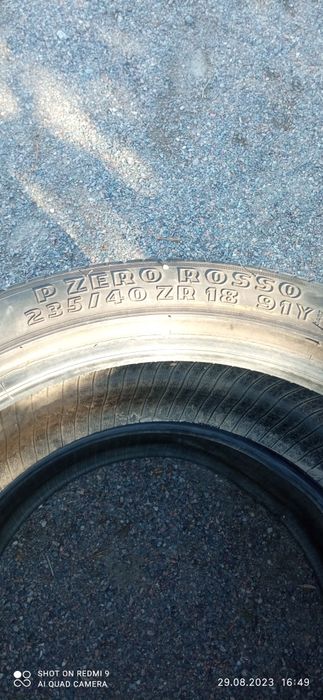 P ZERO ROSSO
235/40 ZR 18 91Y
SHOT ON REDMI 9
AI QUAD CAMERA
29.08.2023 16:49